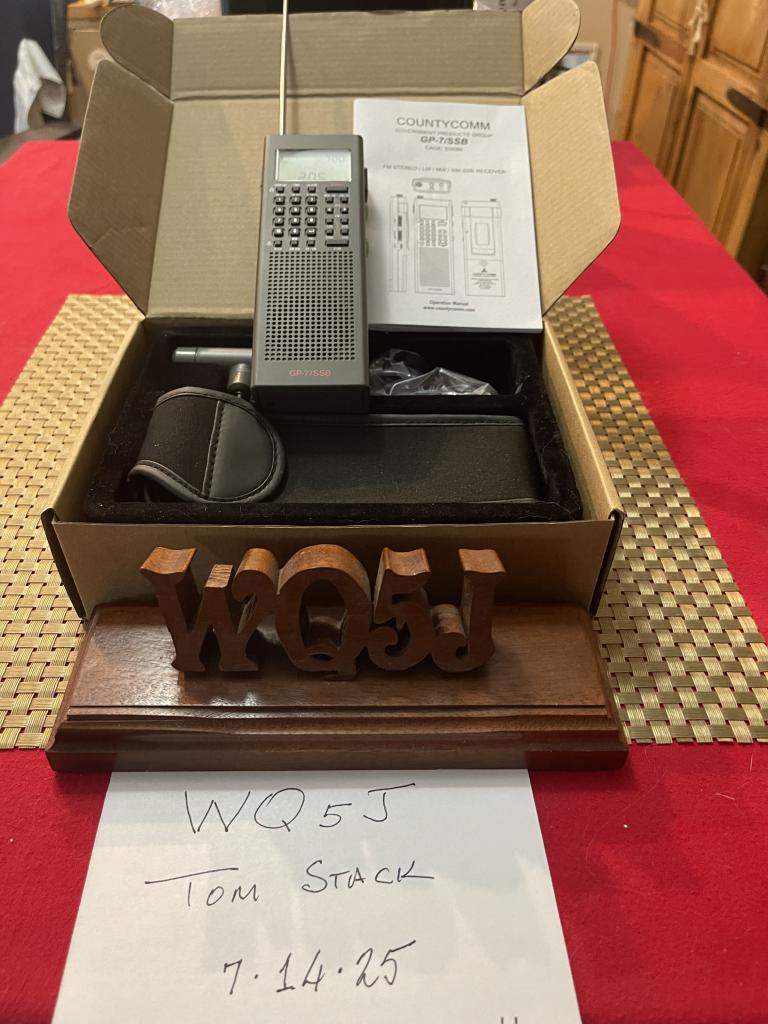 COUNTYCOMM
GOVERNMENT PRODUCTS GROUP
GP-7/SSB
FM STEREO / LW / MW / SW-SSB RECEIVER
Operation Manual
www.countycomm.com
GP-7/SSB
WQ5J
WQ5J
TOM STACK
7.14.25